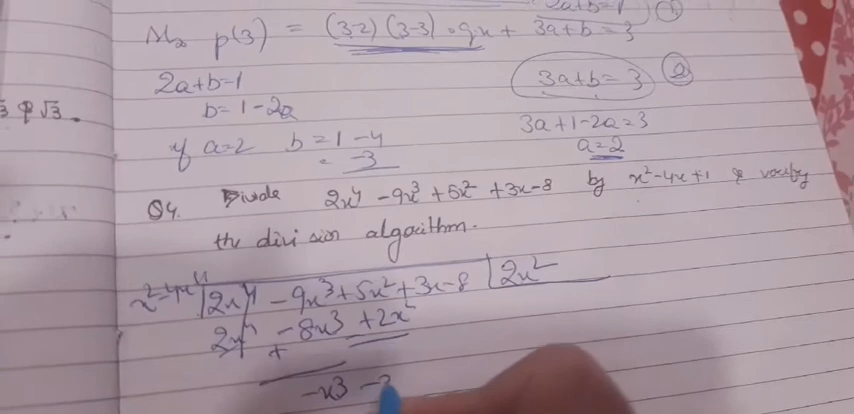 2a+b=1 ①
p(3) = (3-2)(3-3) · qx + 3a+b=3
2a+b=1
3a+b=3 ②
b=1-2a
3 op √3.
3a+1-2a=3
if a=2 b=1-4
a=2
= -3
Q4. Divide 2x⁴ -9x³ +5x² +3x-8 by x²-4x+1 & verify
the division algorithm.
x²-4x+1 2x⁴ -9x³+5x²+3x-8 2x²
2x⁴ -8x³ +2x²
+
-x3 -3